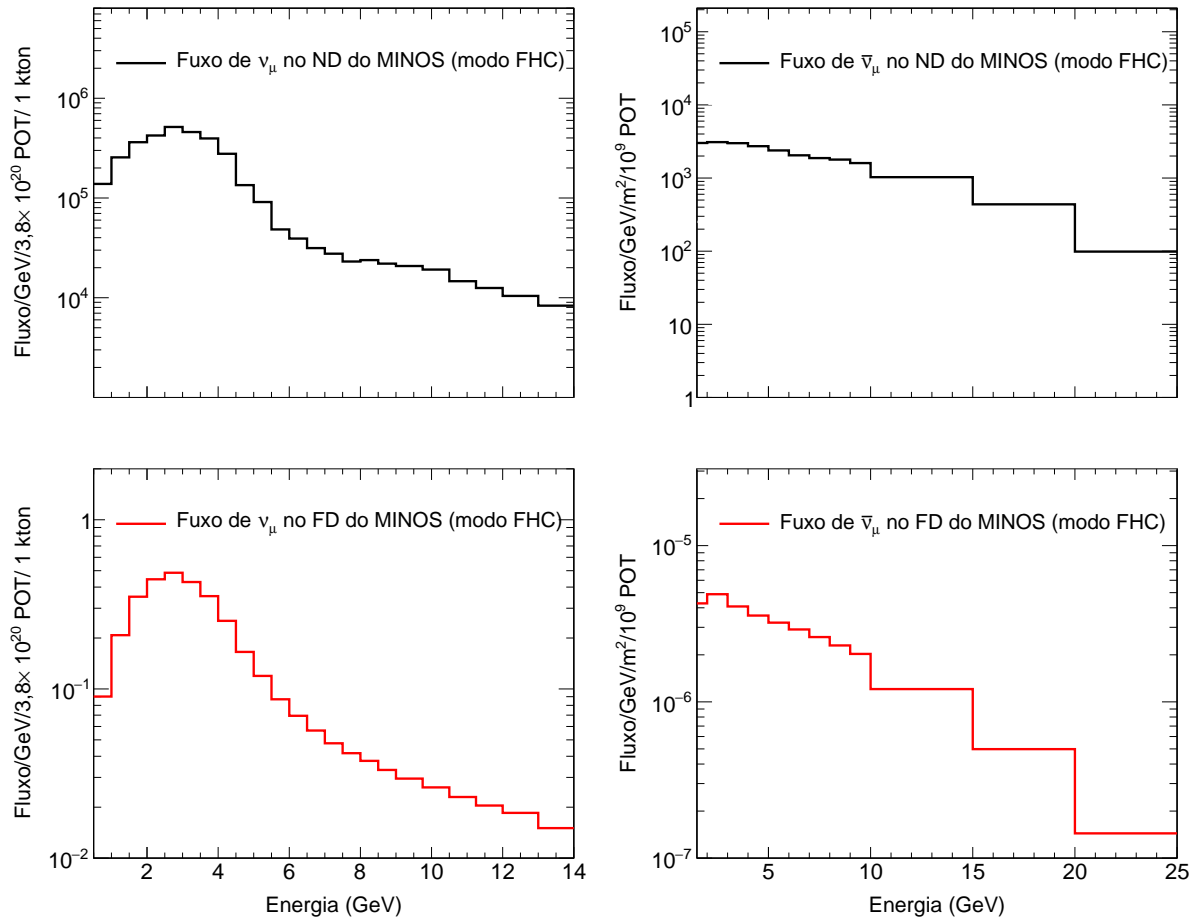 Fuxo de νμ no ND do MINOS (modo FHC)
Fluxo/GeV/3,8× 10^20 POT/ 1 kton
10^6
10^5
10^4
Fuxo de ν̅μ no ND do MINOS (modo FHC)
Fluxo/GeV/m^2/10^9 POT
10^5
10^4
10^3
10^2
10
1
Fuxo de νμ no FD do MINOS (modo FHC)
Fluxo/GeV/3,8× 10^20 POT/ 1 kton
1
10^−1
10^−2
2 4 6 8 10 12 14
Energia (GeV)
Fuxo de ν̅μ no FD do MINOS (modo FHC)
Fluxo/GeV/m^2/10^9 POT
10^−5
10^−6
10^−7
5 10 15 20 25
Energia (GeV)